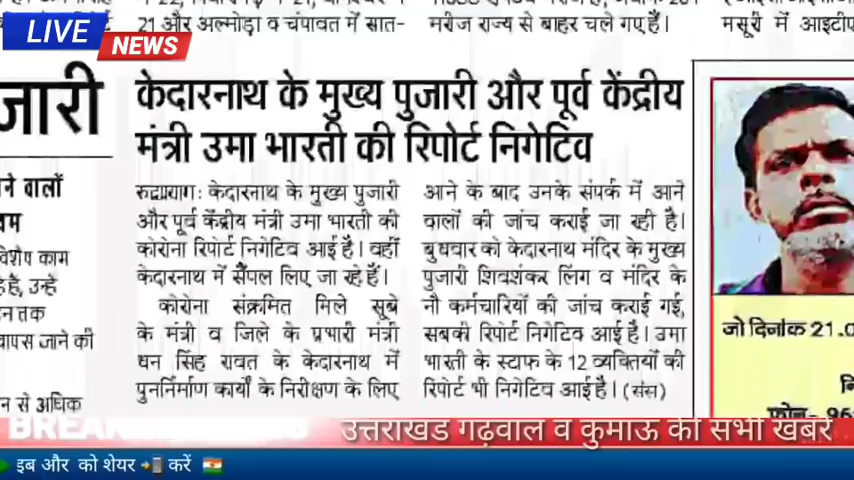 21 और अल्मोड़ा व चंपावत में सात-
मरीज राज्य से बाहर चले गए हैं।
मसूरी में आइटीए
LIVE
NEWS
जारी
केदारनाथ के मुख्य पुजारी और पूर्व केंद्रीय
मंत्री उमा भारती की रिपोर्ट निगेटिव
ने वालों
विशेष काम
हे हैं, उन्हें
वापस जाने की
न से अधिक
रुद्रप्रयाग: केदारनाथ के मुख्य पुजारी
और पूर्व केंद्रीय मंत्री उमा भारती की
कोरोना रिपोर्ट निगेटिव आई है। वहीं
केदारनाथ में सैंपल लिए जा रहे हैं।
कोरोना संक्रमित मिले सूबे
के मंत्री व जिले के प्रभारी मंत्री
धन सिंह रावत के केदारनाथ में
पुनर्निर्माण कार्यों के निरीक्षण के लिए
आने के बाद उनके संपर्क में आने
वालों की जांच कराई जा रही है।
बुधवार को केदारनाथ मंदिर के मुख्य
पुजारी शिवशंकर लिंग व मंदिर के
नौ कर्मचारियों की जांच कराई गई,
सबकी रिपोर्ट निगेटिव आई है। उमा
भारती के स्टाफ के 12 व्यक्तियों की
रिपोर्ट भी निगेटिव आई है। (संस)
जो दिनांक 21.0
फोन- 96
उत्तराखंड गढ़वाल व कुमाऊ की सभी खबरें
इब और को शेयर 📲 करें 🇮🇳